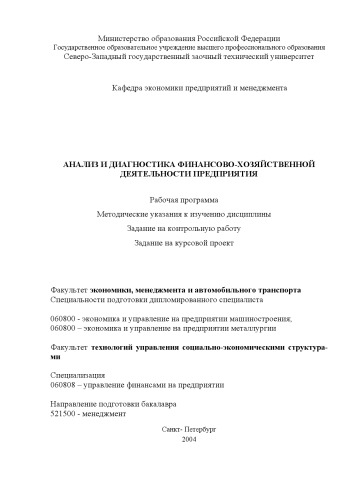 Министерство образования Российской Федерации
Государственное образовательное учреждение высшего профессионального образования
Северо-Западный государственный заочный технический университет
Кафедра экономики предприятий и менеджмента
АНАЛИЗ И ДИАГНОСТИКА ФИНАНСОВО-ХОЗЯЙСТВЕННОЙ
ДЕЯТЕЛЬНОСТИ ПРЕДПРИЯТИЯ
Рабочая программа
Методические указания к изучению дисциплины
Задание на контрольную работу
Задание на курсовой проект
Факультет экономики, менеджмента и автомобильного транспорта
Специальности подготовки дипломированного специалиста
060800 - экономика и управление на предприятии машиностроения;
060800 – экономика и управление на предприятии металлургии
Факультет технологий управления социально-экономическими структура-
ми
Специализация
060808 – управление финансами на предприятии
Направление подготовки бакалавра
521500 - менеджмент
Санкт- Петербург
2004